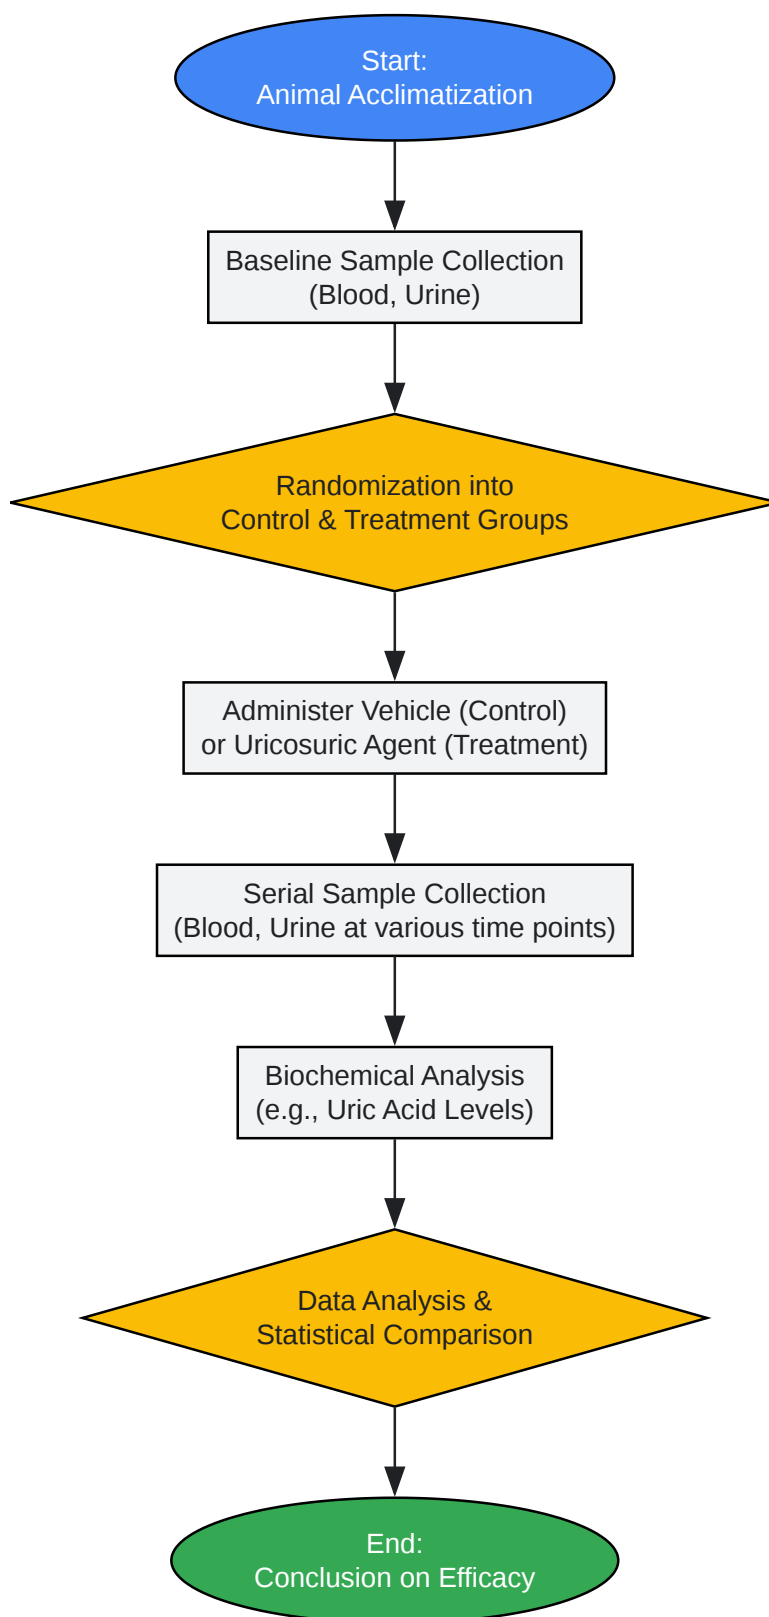 Start:
Animal Acclimatization
Baseline Sample Collection
(Blood, Urine)
Randomization into
Control & Treatment Groups
Administer Vehicle (Control)
or Uricosuric Agent (Treatment)
Serial Sample Collection
(Blood, Urine at various time points)
Biochemical Analysis
(e.g., Uric Acid Levels)
Data Analysis &
Statistical Comparison
End:
Conclusion on Efficacy